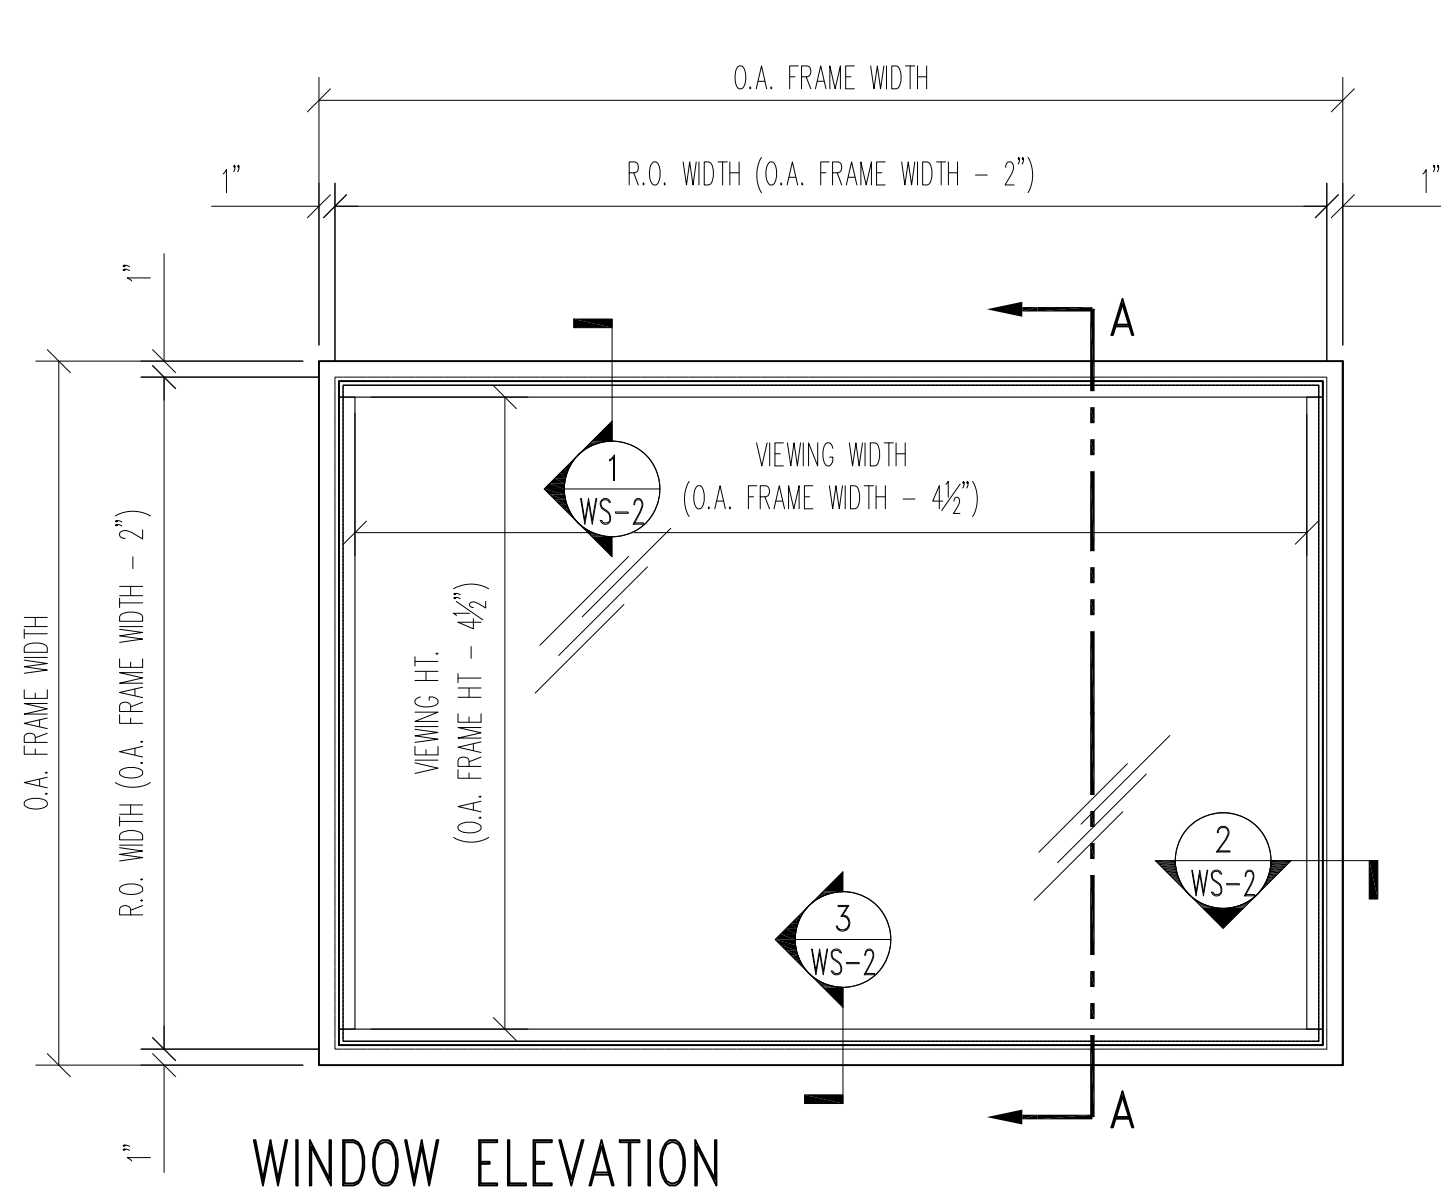 O.A. FRAME WIDTH
1"
R.O. WIDTH (O.A. FRAME WIDTH - 2")
1"
1"
A
1
WS-2
VIEWING WIDTH
(O.A. FRAME WIDTH - 4½")
O.A. FRAME WIDTH
R.O. WIDTH (O.A. FRAME WIDTH - 2")
VIEWING HT.
(O.A. FRAME HT - 4½")
2
WS-2
3
WS-2
A
1"
WINDOW ELEVATION